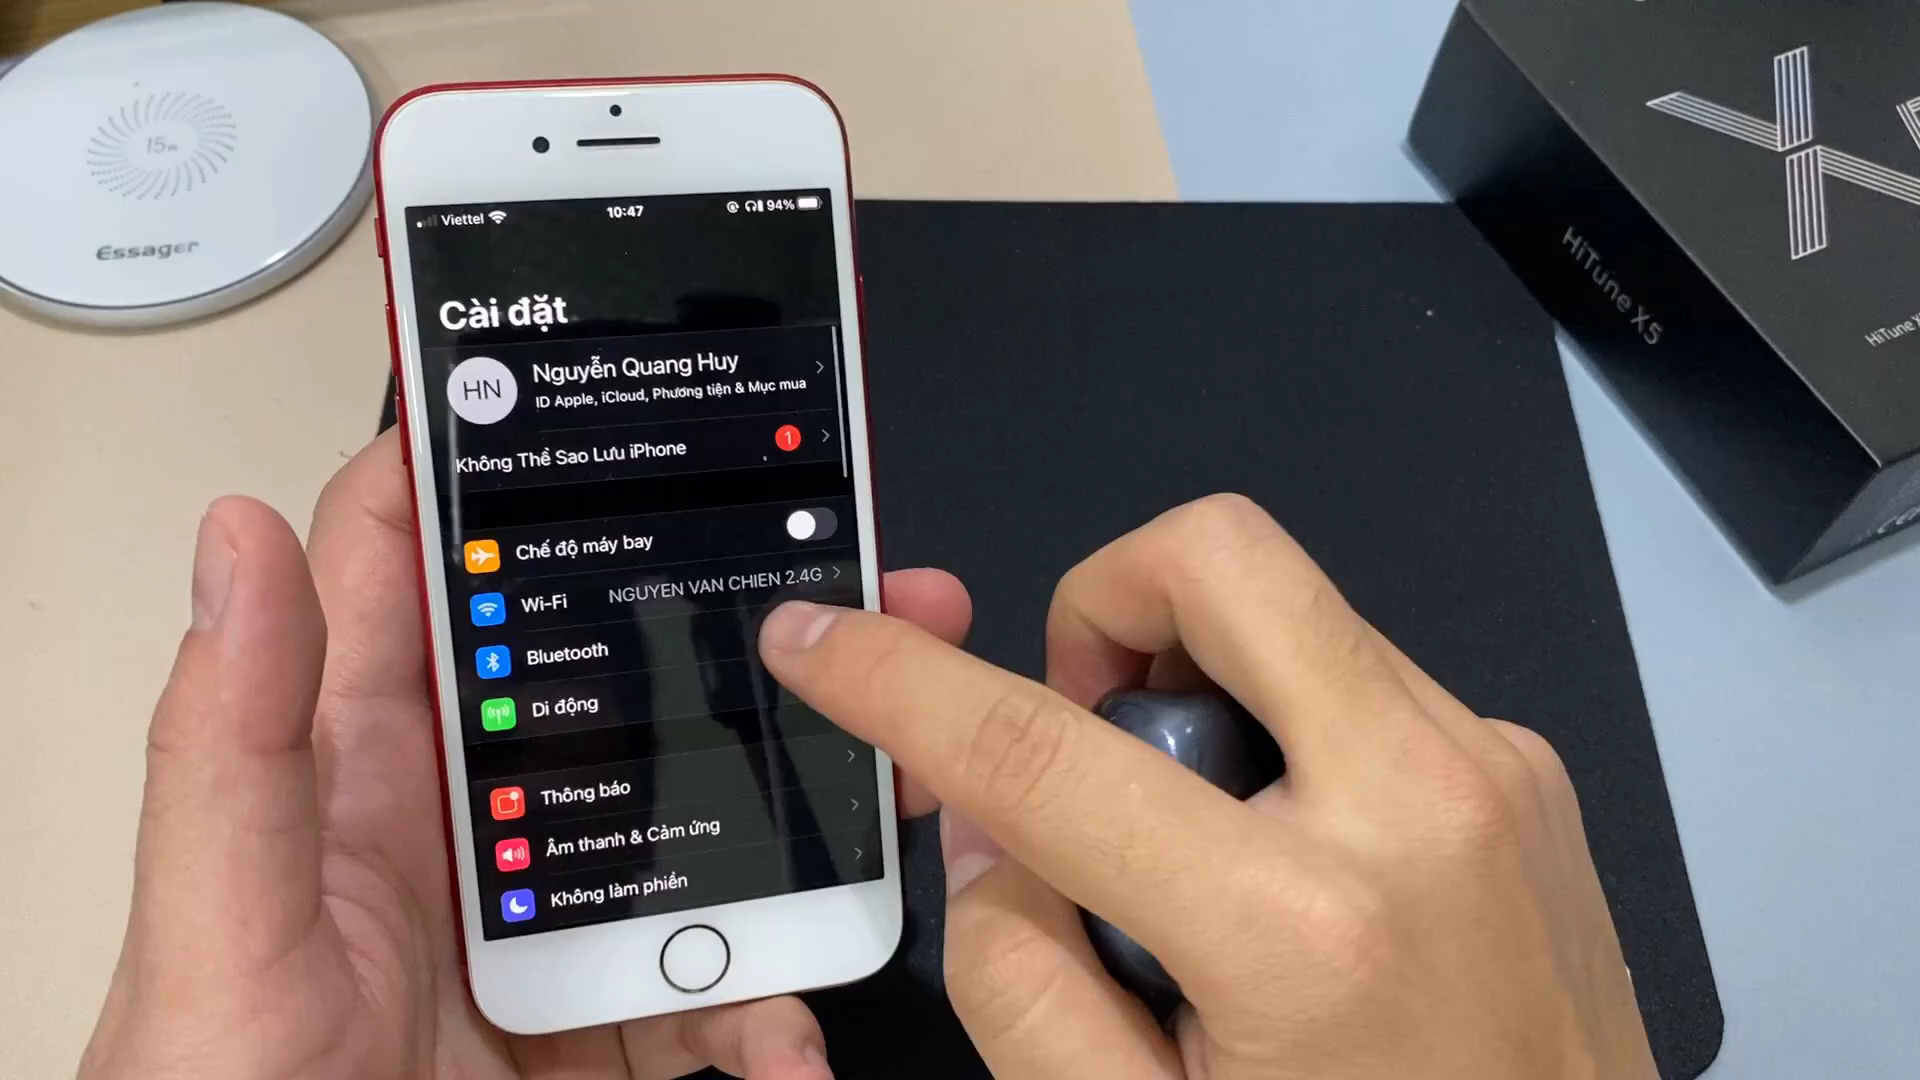 15w
Essager
Viettel
10:47
94%
Cài đặt
HN
Nguyễn Quang Huy
ID Apple, iCloud, Phương tiện & Mục mua
Không Thể Sao Lưu iPhone
1
Chế độ máy bay
Wi-Fi
NGUYEN VAN CHIEN 2.4G
Bluetooth
Di động
Thông báo
Âm thanh & Cảm ứng
Không làm phiền
HiTune X5
HiTune